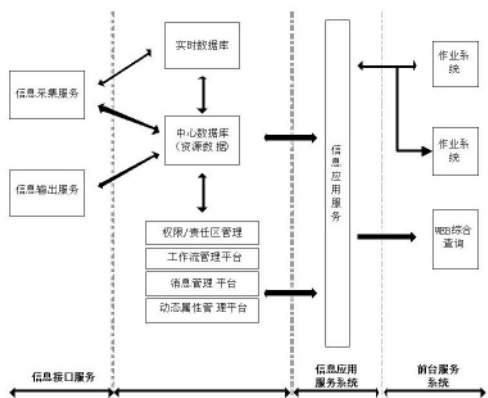 实时数据库
信息采集服务
中心数据库
(资源数据)
信息输出服务
权限/责任区管理
工作流管理平台
消息管理平台
动态属性管理平台
信息应用服务
作业系
统
作业系
统
WEB综合
查询
信息接口服务
信息应用
服务系统
前台服务
系统